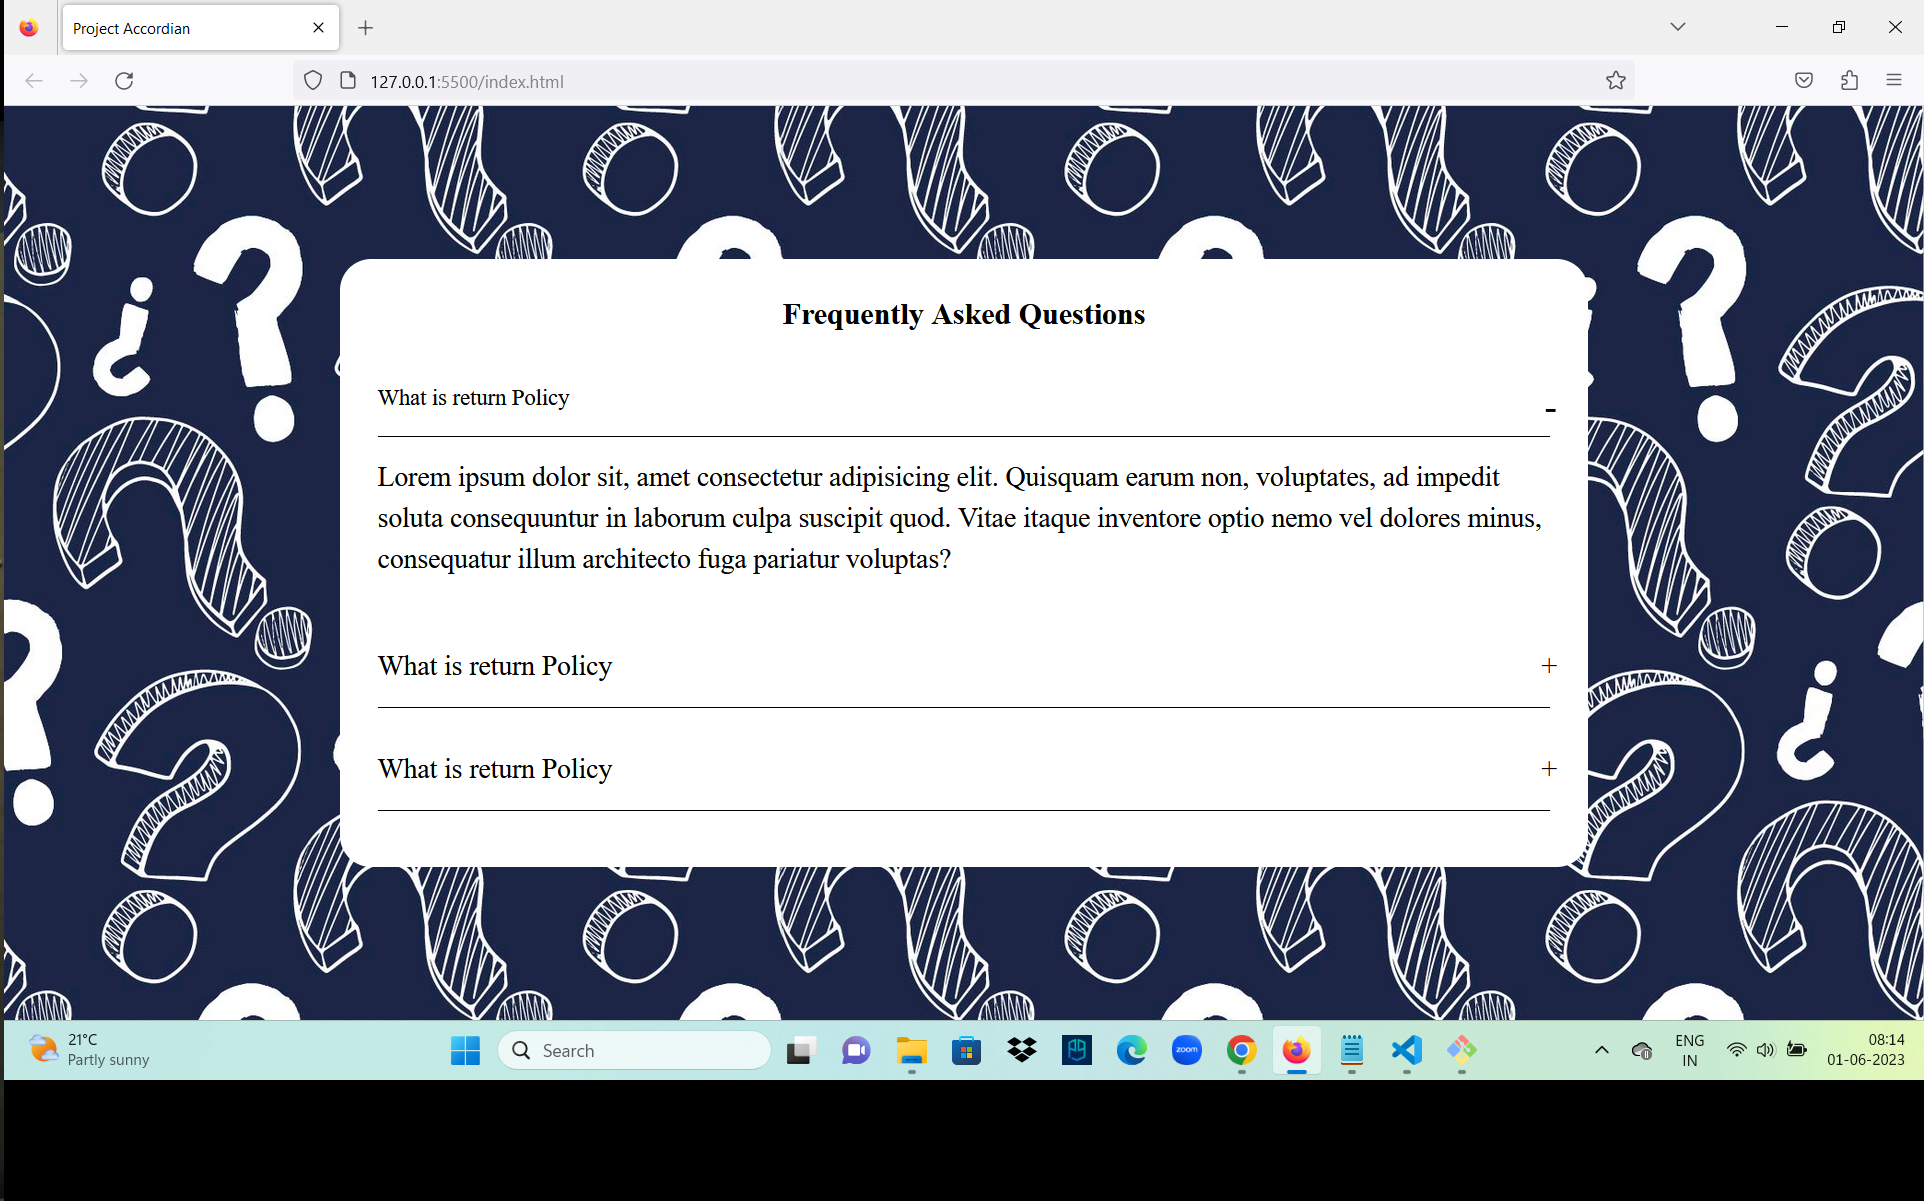 Project Accordian
127.0.0.1:5500/index.html
Frequently Asked Questions
What is return Policy
-
Lorem ipsum dolor sit, amet consectetur adipisicing elit. Quisquam earum non, voluptates, ad impedit
soluta consequuntur in laborum culpa suscipit quod. Vitae itaque inventore optio nemo vel dolores minus,
consequatur illum architecto fuga pariatur voluptas?
What is return Policy +
What is return Policy +
21°C
Partly sunny
Search
zoom
ENG
IN
08:14
01-06-2023